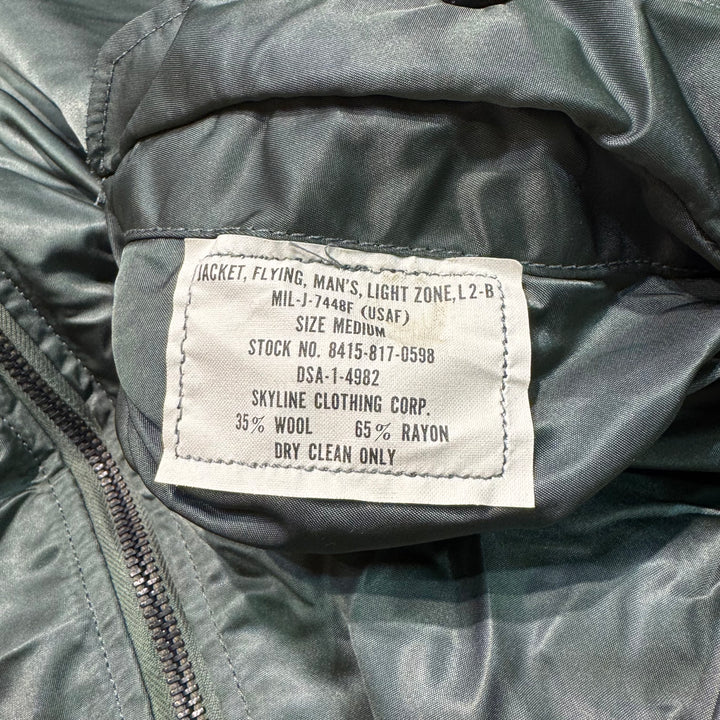 JACKET, FLYING, MAN'S, LIGHT ZONE, L2-B
MIL-J-7448F (USAF)
SIZE MEDIUM
STOCK NO. 8415-817-0598
DSA-1-4982
SKYLINE CLOTHING CORP.
35% WOOL 65% RAYON
DRY CLEAN ONLY